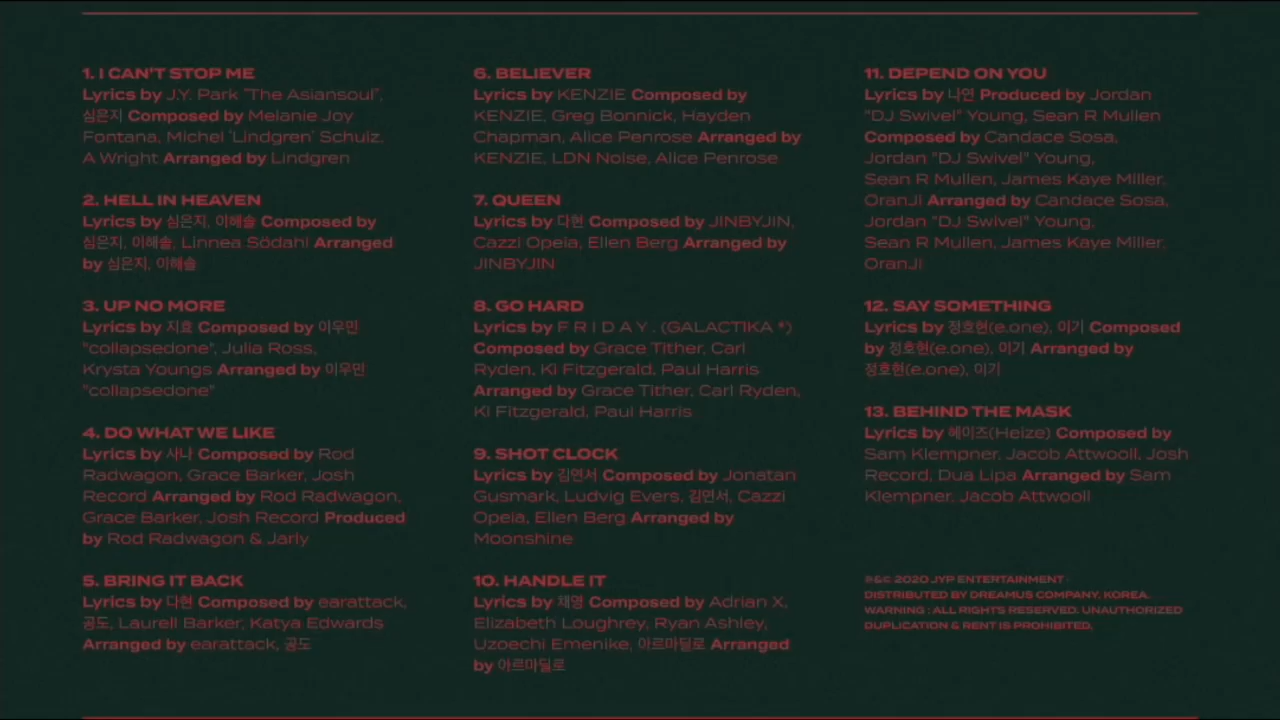 1. I CAN'T STOP ME
Lyrics by J.Y. Park "The Asiansoul",
심은지 Composed by Melanie Joy
Fontana, Michel 'Lindgren' Schulz,
A Wright Arranged by Lindgren
2. HELL IN HEAVEN
Lyrics by 심은지, 이해솔 Composed by
심은지, 이해솔, Linnea Södahl Arranged
by 심은지, 이해솔
3. UP NO MORE
Lyrics by 지효 Composed by 이우민
"collapsedone", Julia Ross,
Krysta Youngs Arranged by 이우민
"collapsedone"
4. DO WHAT WE LIKE
Lyrics by 사나 Composed by Rod
Radwagon, Grace Barker, Josh
Record Arranged by Rod Radwagon,
Grace Barker, Josh Record Produced
by Rod Radwagon & Jarly
5. BRING IT BACK
Lyrics by 다현 Composed by earattack,
공도, Laurell Barker, Katya Edwards
Arranged by earattack, 공도
6. BELIEVER
Lyrics by KENZIE Composed by
KENZIE, Greg Bonnick, Hayden
Chapman, Alice Penrose Arranged by
KENZIE, LDN Noise, Alice Penrose
7. QUEEN
Lyrics by 다현 Composed by JINBYJIN,
Cazzi Opeia, Ellen Berg Arranged by
JINBYJIN
8. GO HARD
Lyrics by F R I D A Y . (GALACTIKA *)
Composed by Grace Tither, Carl
Ryden, Ki Fitzgerald, Paul Harris
Arranged by Grace Tither, Carl Ryden,
Ki Fitzgerald, Paul Harris
9. SHOT CLOCK
Lyrics by 김연서 Composed by Jonatan
Gusmark, Ludvig Evers, 김연서, Cazzi
Opeia, Ellen Berg Arranged by
Moonshine
10. HANDLE IT
Lyrics by 채영 Composed by Adrian X,
Elizabeth Loughrey, Ryan Ashley,
Uzoechi Emenike, 아르마딜로 Arranged
by 아르마딜로
11. DEPEND ON YOU
Lyrics by 나연 Produced by Jordan
"DJ Swivel" Young, Sean R Mullen
Composed by Candace Sosa,
Jordan "DJ Swivel" Young,
Sean R Mullen, James Kaye Miller,
OranJi Arranged by Candace Sosa,
Jordan "DJ Swivel" Young,
Sean R Mullen, James Kaye Miller,
OranJi
12. SAY SOMETHING
Lyrics by 정호현(e.one), 이기 Composed
by 정호현(e.one), 이기 Arranged by
정호현(e.one), 이기
13. BEHIND THE MASK
Lyrics by 헤이즈(Heize) Composed by
Sam Klempner, Jacob Attwooll, Josh
Record, Dua Lipa Arranged by Sam
Klempner, Jacob Attwooll
℗&© 2020 JYP ENTERTAINMENT
DISTRIBUTED BY DREAMUS COMPANY, KOREA.
WARNING : ALL RIGHTS RESERVED. UNAUTHORIZED
DUPLICATION & RENT IS PROHIBITED.